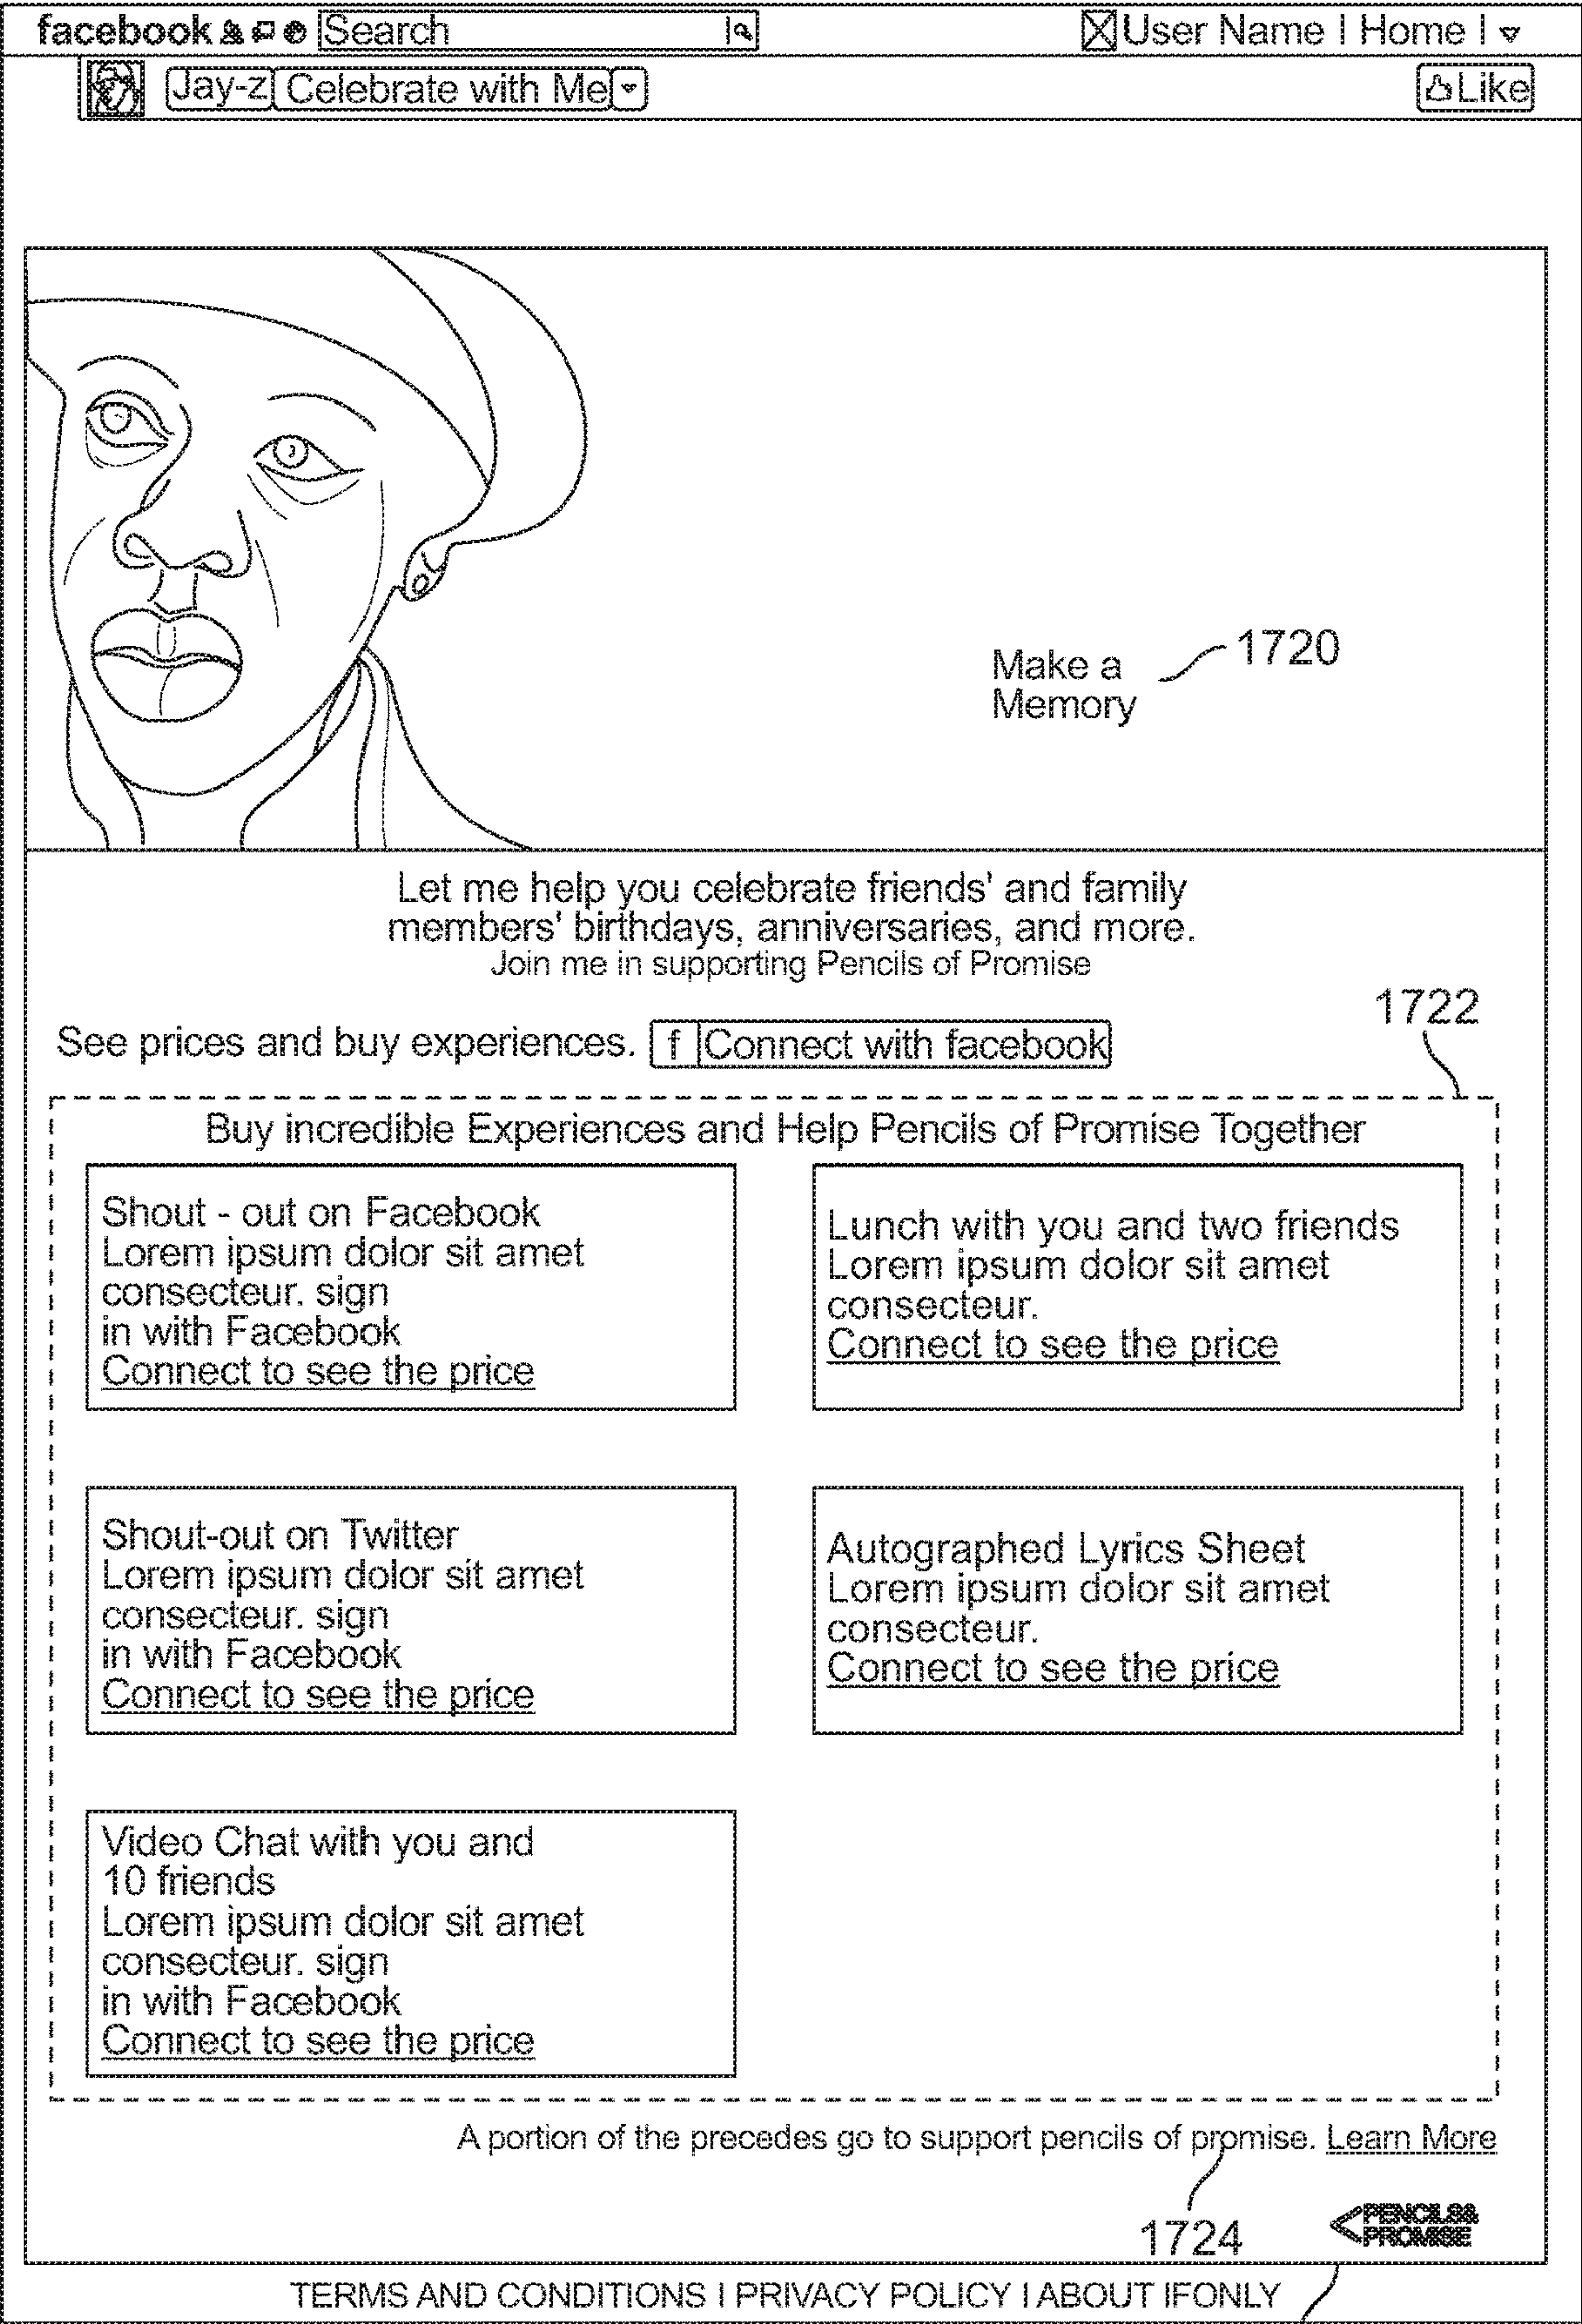 facebook Search User Name | Home |
Jay-z Celebrate with Me Like
Make a
Memory
1720
Let me help you celebrate friends' and family
members' birthdays, anniversaries, and more.
Join me in supporting Pencils of Promise
1722
See prices and buy experiences. f Connect with facebook
Buy incredible Experiences and Help Pencils of Promise Together
Shout - out on Facebook
Lorem ipsum dolor sit amet
consecteur. sign
in with Facebook
Connect to see the price
Lunch with you and two friends
Lorem ipsum dolor sit amet
consecteur.
Connect to see the price
Shout-out on Twitter
Lorem ipsum dolor sit amet
consecteur. sign
in with Facebook
Connect to see the price
Autographed Lyrics Sheet
Lorem ipsum dolor sit amet
consecteur.
Connect to see the price
Video Chat with you and
10 friends
Lorem ipsum dolor sit amet
consecteur. sign
in with Facebook
Connect to see the price
A portion of the precedes go to support pencils of promise. Learn More
1724
PROMISE
TERMS AND CONDITIONS | PRIVACY POLICY | ABOUT IFONLY